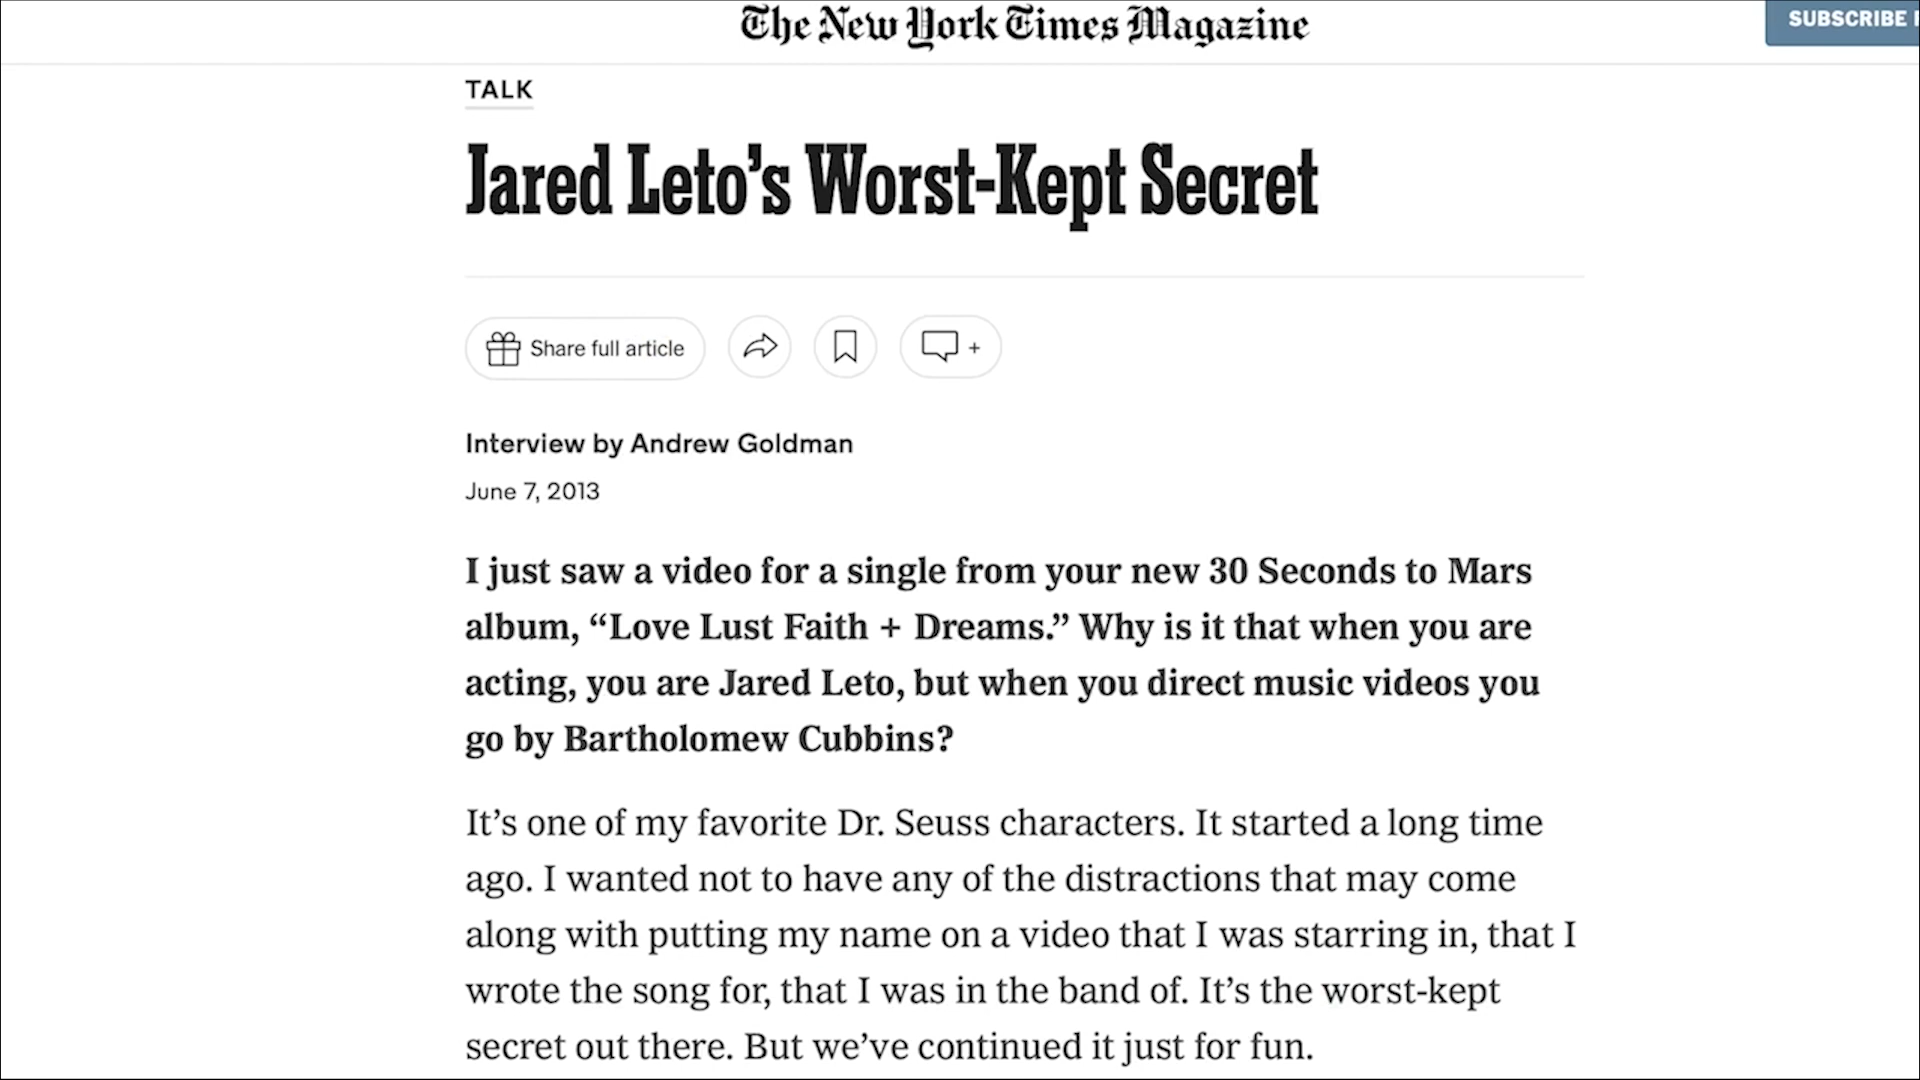 The New York Times Magazine
SUBSCRIBE
TALK
Jared Leto’s Worst-Kept Secret
Share full article
+
Interview by Andrew Goldman
June 7, 2013
I just saw a video for a single from your new 30 Seconds to Mars
album, “Love Lust Faith + Dreams.” Why is it that when you are
acting, you are Jared Leto, but when you direct music videos you
go by Bartholomew Cubbins?
It’s one of my favorite Dr. Seuss characters. It started a long time
ago. I wanted not to have any of the distractions that may come
along with putting my name on a video that I was starring in, that I
wrote the song for, that I was in the band of. It’s the worst-kept
secret out there. But we’ve continued it just for fun.